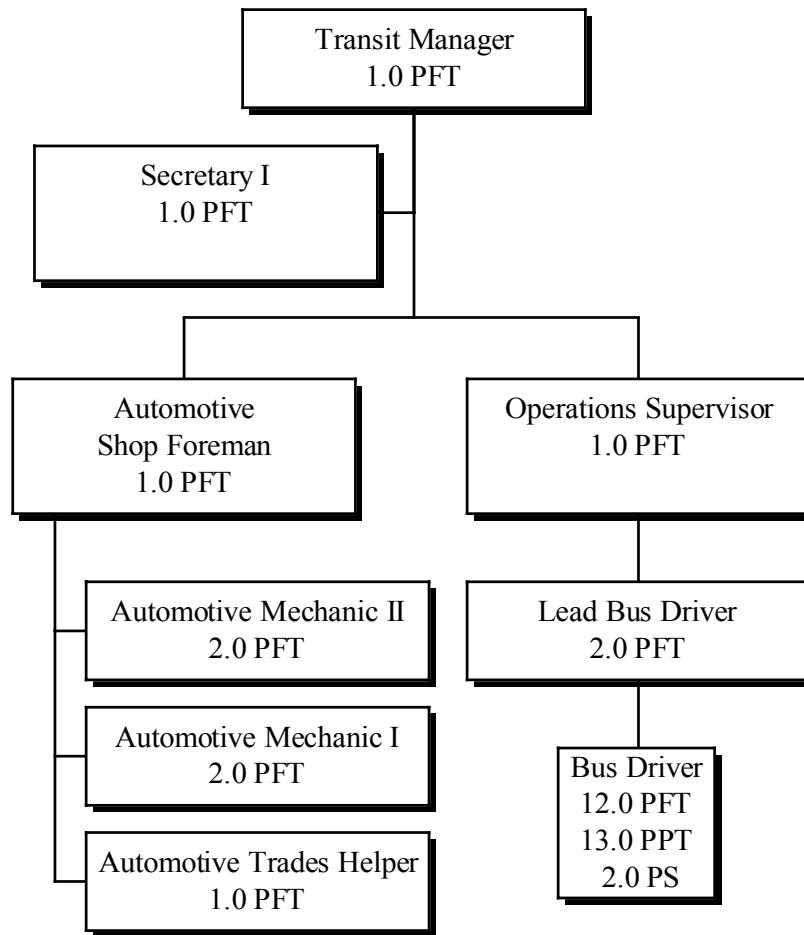 Transit Manager
1.0 PFT
Secretary I
1.0 PFT
Automotive
Shop Foreman
1.0 PFT
Operations Supervisor
1.0 PFT
Automotive Mechanic II
2.0 PFT
Lead Bus Driver
2.0 PFT
Automotive Mechanic I
2.0 PFT
Bus Driver
12.0 PFT
13.0 PPT
2.0 PS
Automotive Trades Helper
1.0 PFT